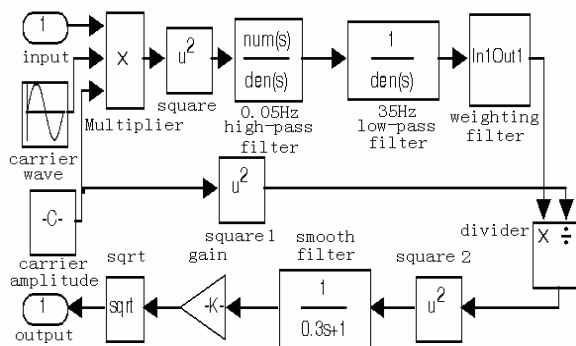 1
input
X
Multiplier
u²
square
num(s)
den(s)
0.05Hz
high-pass
filter
1
den(s)
35Hz
low-pass
filter
In1Out1
weighting
filter
carrier
wave
-C-
carrier
amplitude
u²
square1
divider
X ÷
square 2
u²
smooth
filter
1
0.3s+1
gain
-K-
sqrt
sqrt
1
output